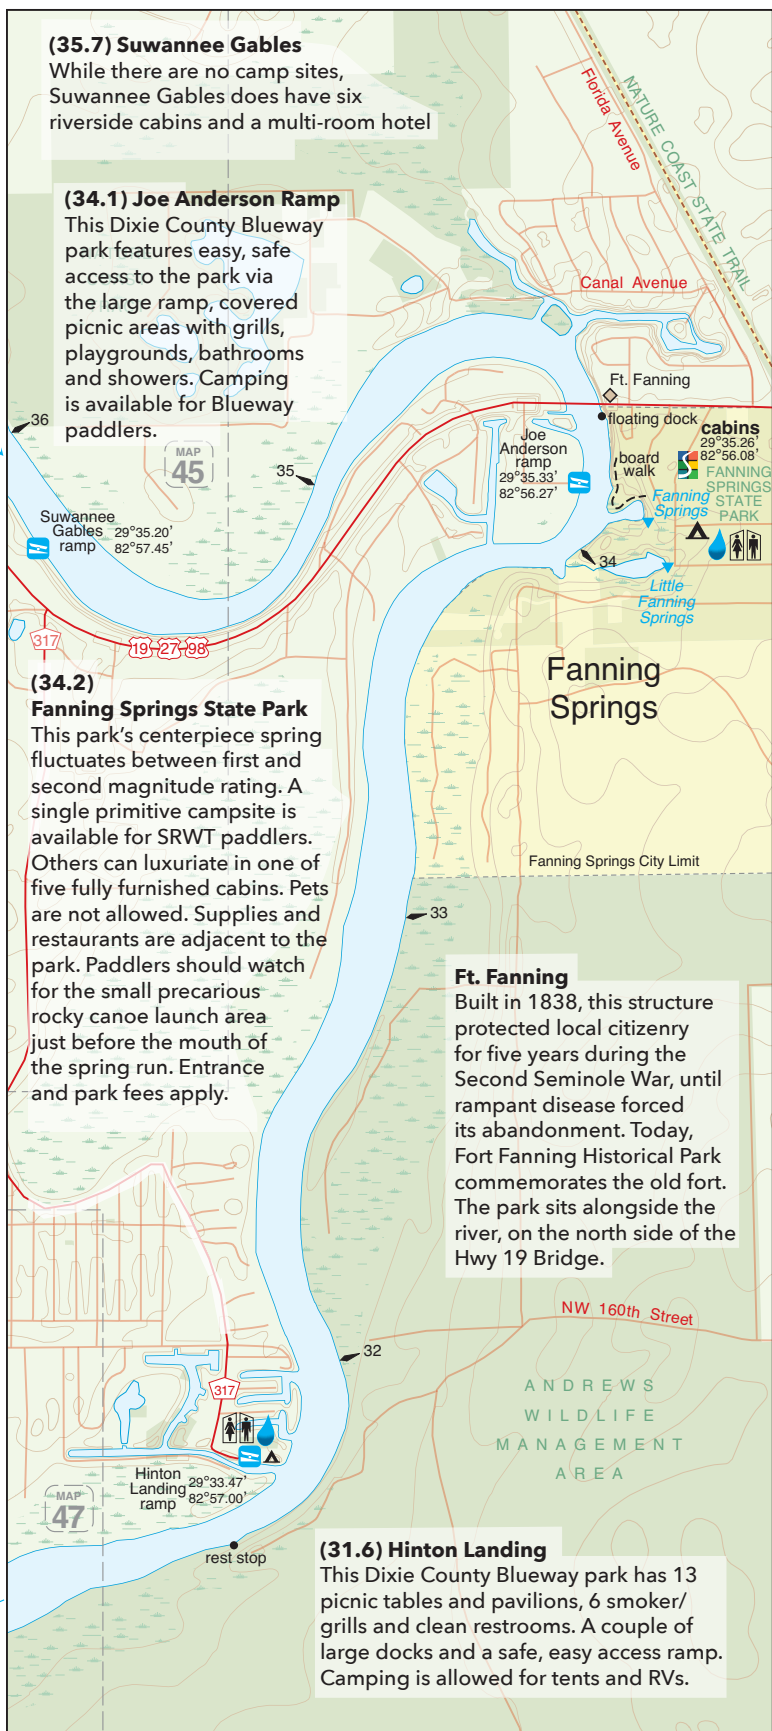 (35.7) Suwannee Gables
While there are no camp sites,
Suwannee Gables does have six
riverside cabins and a multi-room hotel
Florida Avenue
NATURE COAST STATE TRAIL
(34.1) Joe Anderson Ramp
This Dixie County Blueway
park features easy, safe
access to the park via
the large ramp, covered
picnic areas with grills,
playgrounds, bathrooms
and showers. Camping
is available for Blueway
paddlers.
Canal Avenue
Ft. Fanning
floating dock
cabins
29°35.26'
82°56.08'
FANNING
SPRINGS
STATE
PARK
36
MAP
45
35
Joe
Anderson
ramp
29°35.33'
82°56.27'
board
walk
Fanning
Springs
Suwannee
Gables
ramp
29°35.20'
82°57.45'
34
Little
Fanning
Springs
317
19 27 98
Fanning
Springs
(34.2)
Fanning Springs State Park
This park's centerpiece spring
fluctuates between first and
second magnitude rating. A
single primitive campsite is
available for SRWT paddlers.
Others can luxuriate in one of
five fully furnished cabins. Pets
are not allowed. Supplies and
restaurants are adjacent to the
park. Paddlers should watch
for the small precarious
rocky canoe launch area
just before the mouth of
the spring run. Entrance
and park fees apply.
Fanning Springs City Limit
33
Ft. Fanning
Built in 1838, this structure
protected local citizenry
for five years during the
Second Seminole War, until
rampant disease forced
its abandonment. Today,
Fort Fanning Historical Park
commemorates the old fort.
The park sits alongside the
river, on the north side of the
Hwy 19 Bridge.
NW 160th Street
32
317
ANDREWS
WILDLIFE
MANAGEMENT
AREA
Hinton
Landing
ramp
29°33.47'
82°57.00'
MAP
47
rest stop
(31.6) Hinton Landing
This Dixie County Blueway park has 13
picnic tables and pavilions, 6 smoker/
grills and clean restrooms. A couple of
large docks and a safe, easy access ramp.
Camping is allowed for tents and RVs.